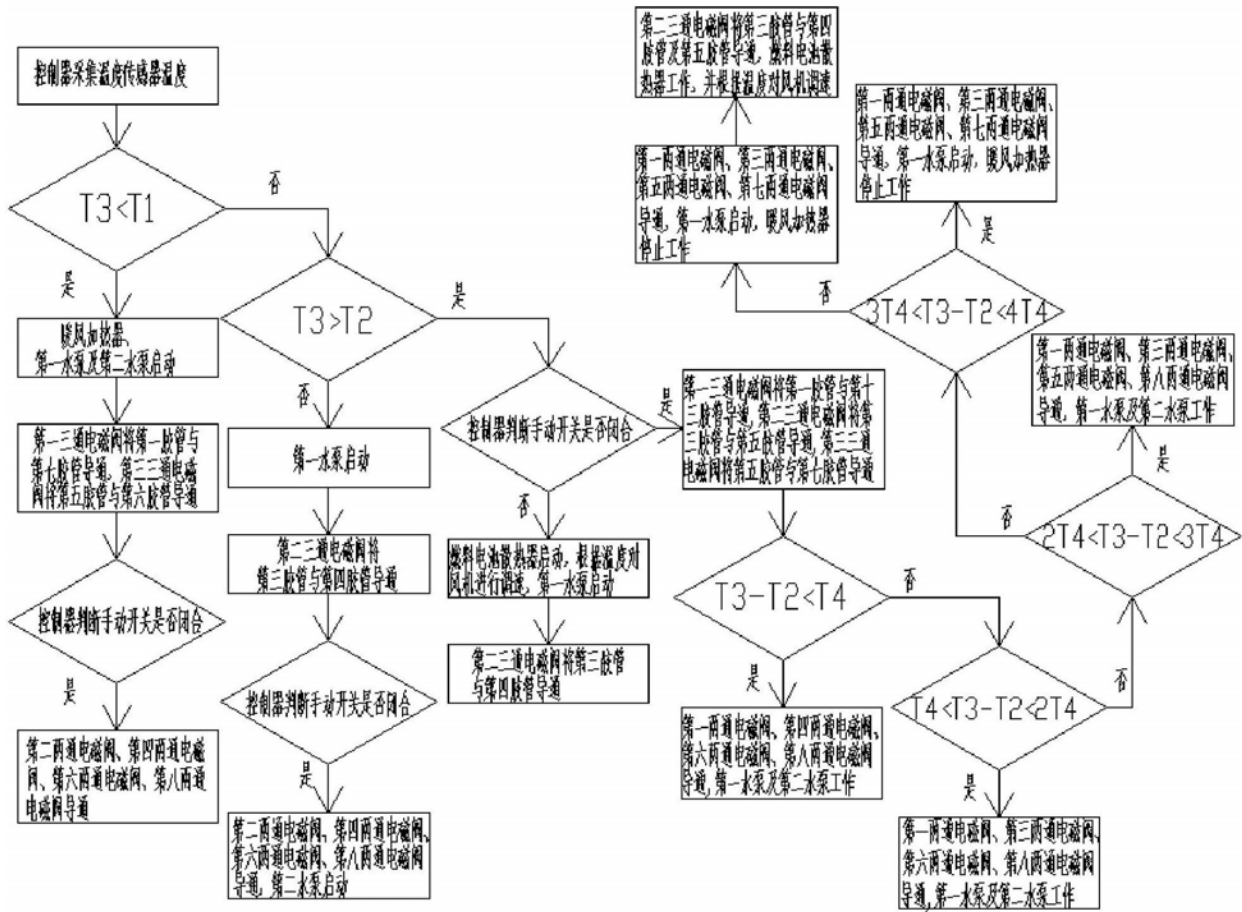 控制器采集温度传感器温度
T3<T1
否
是
暖风加热器、
第一水泵及第二水泵启动
第一三通电磁阀将第一胶管与
第七胶管导通，第三三通电磁
阀将第五胶管与第六胶管导通
控制器判断手动开关是否闭合
是
第二两通电磁阀、第四两通电磁
阀、第六两通电磁阀、第八两通
电磁阀导通
T3>T2
是
否
第一水泵启动
第二三通电磁阀将
第三胶管与第四胶管导通
控制器判断手动开关是否闭合
是
第二两通电磁阀、第四两通电磁阀、
第六两通电磁阀、第八两通电磁阀
导通，第二水泵启动
控制器判断手动开关是否闭合
是
否
燃料电池散热器启动，根据温度对
风机进行调速，第一水泵启动
第二三通电磁阀将第三胶管
与第四胶管导通
第一三通电磁阀将第一胶管与第十
三胶管导通，第二三通电磁阀将第
三胶管与第五胶管导通，第三三通
电磁阀将第五胶管与第七胶管导通
T3-T2<T4
否
是
第一两通电磁阀、第四两通电磁阀、
第六两通电磁阀、第八两通电磁阀
导通，第一水泵及第二水泵工作
T4<T3-T2<2T4
否
是
第一两通电磁阀、第三两通电磁阀、
第六两通电磁阀、第八两通电磁阀
导通，第一水泵及第二水泵工作
2T4<T3-T2<3T4
否
是
第一两通电磁阀、第三两通电磁阀、
第五两通电磁阀、第八两通电磁阀
导通，第一水泵及第二水泵工作
3T4<T3-T2<4T4
否
是
第一两通电磁阀、第三两通电磁阀、
第五两通电磁阀、第七两通电磁阀
导通，第一水泵启动，暖风加热器
停止工作
第一两通电磁阀、第三两通电磁阀、
第五两通电磁阀、第七两通电磁阀
导通，第一水泵启动，暖风加热器
停止工作
第二三通电磁阀将第三胶管与第四
胶管及第五胶管导通，燃料电池散
热器工作，并根据温度对风机调速